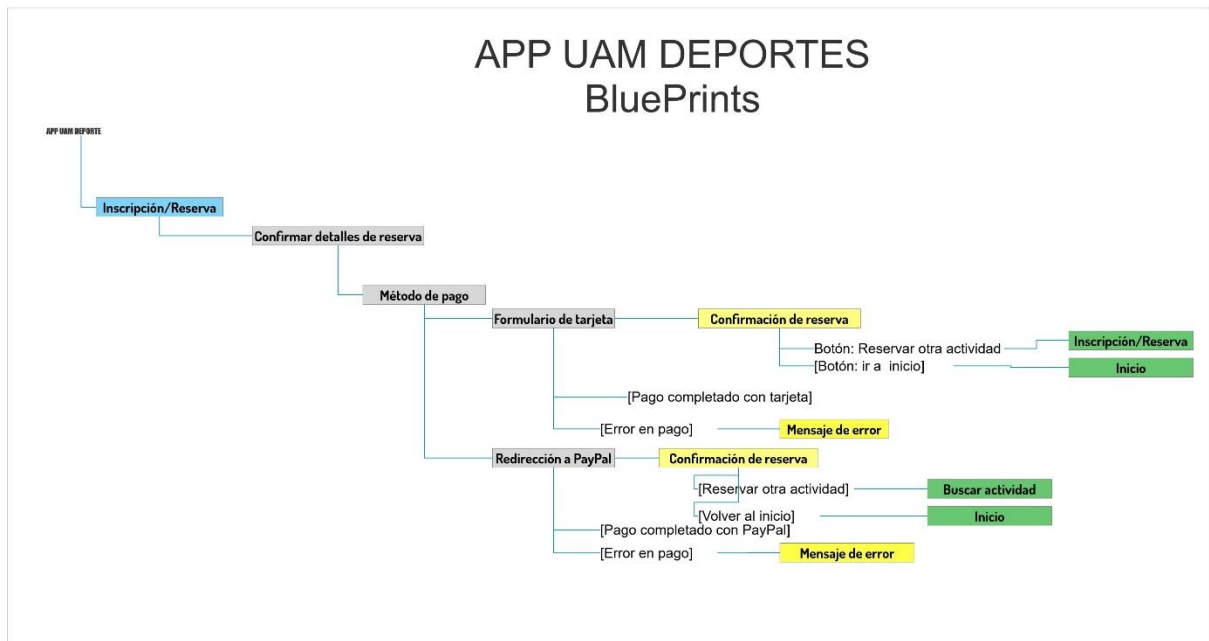 APP UAM DEPORTES
BluePrints
APP UAM DEPORTE
Inscripción/Reserva
Confirmar detalles de reserva
Método de pago
Formulario de tarjeta
Confirmación de reserva
Botón: Reservar otra actividad
Inscripción/Reserva
[Botón: ir a  inicio]
Inicio
[Pago completado con tarjeta]
[Error en pago]
Mensaje de error
Redirección a PayPal
Confirmación de reserva
[Reservar otra actividad]
Buscar actividad
[Volver al inicio]
Inicio
[Pago completado con PayPal]
[Error en pago]
Mensaje de error